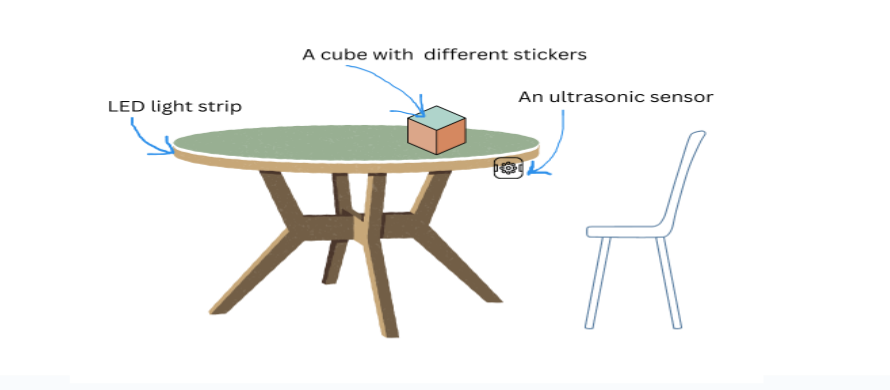 A cube with different stickers
An ultrasonic sensor
LED light strip